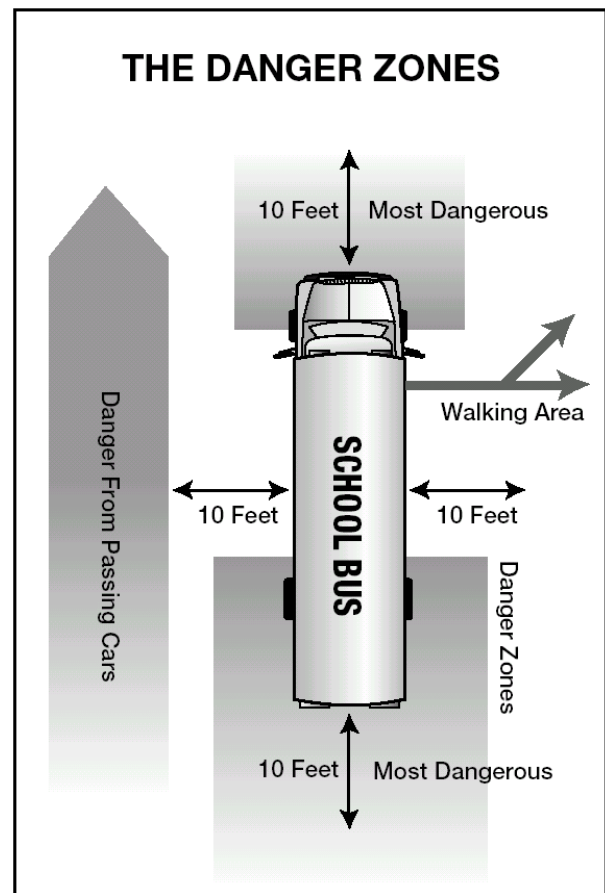 THE DANGER ZONES
10 Feet
Most Dangerous
Walking Area
Danger From Passing Cars
SCHOOL BUS
10 Feet
10 Feet
Danger Zones
10 Feet
Most Dangerous